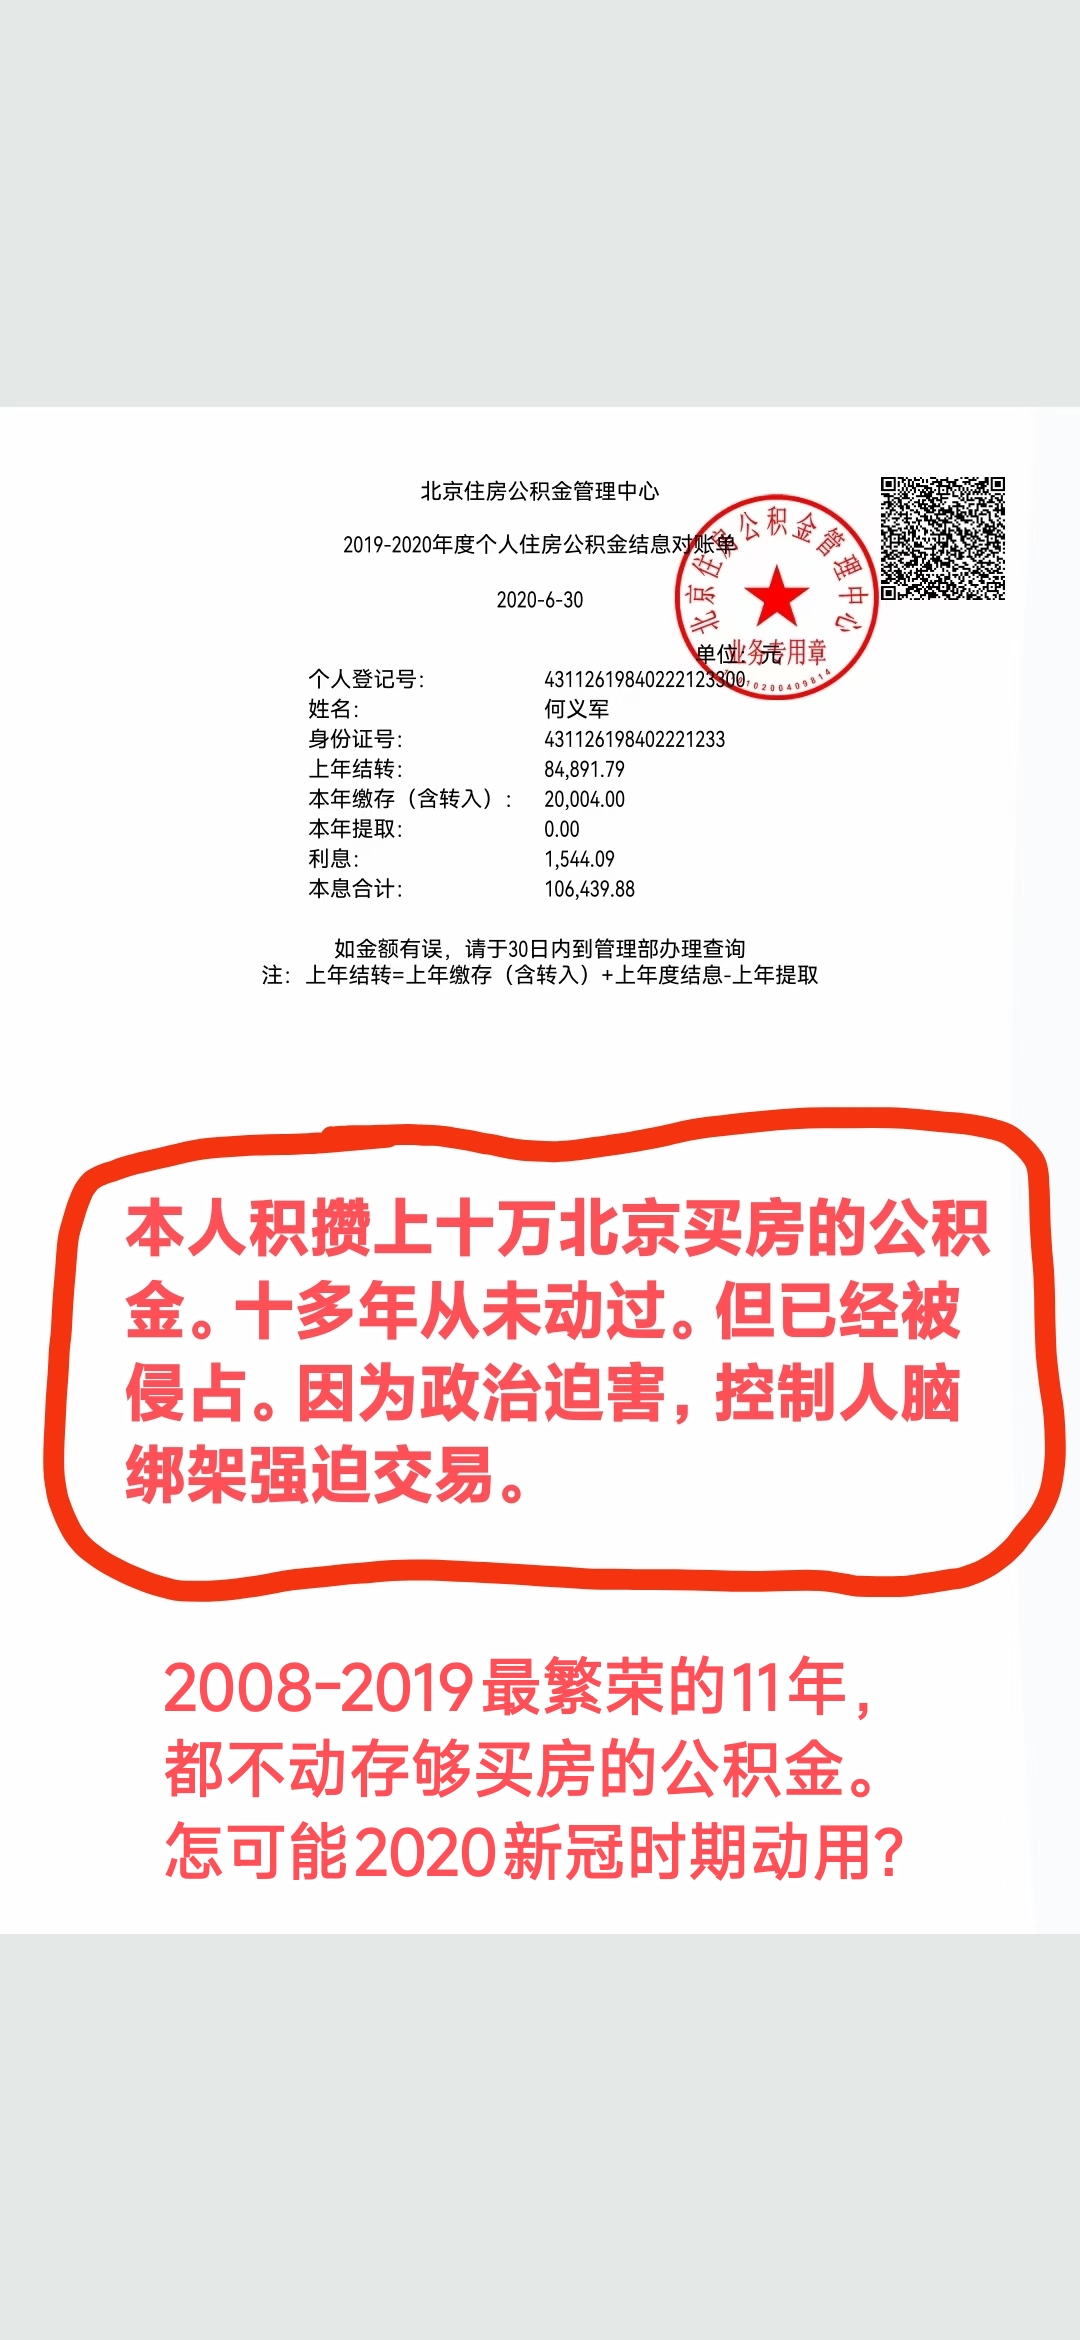 北京住房公积金管理中心
2019-2020年度个人住房公积金结息对账单
2020-6-30
北京住房公积金管理中心
业务专用章
单位：元
个人登记号： 43112619840222123300
姓名： 何义军
身份证号： 431126198402221233
上年结转： 84,891.79
本年缴存（含转入）： 20,004.00
本年提取： 0.00
利息： 1,544.09
本息合计： 106,439.88
如金额有误，请于30日内到管理部办理查询
注：上年结转=上年缴存（含转入）+上年度结息-上年提取
本人积攒上十万北京买房的公积
金。十多年从未动过。但已经被
侵占。因为政治迫害，控制人脑
绑架强迫交易。
2008-2019最繁荣的11年，
都不动存够买房的公积金。
怎可能2020新冠时期动用？